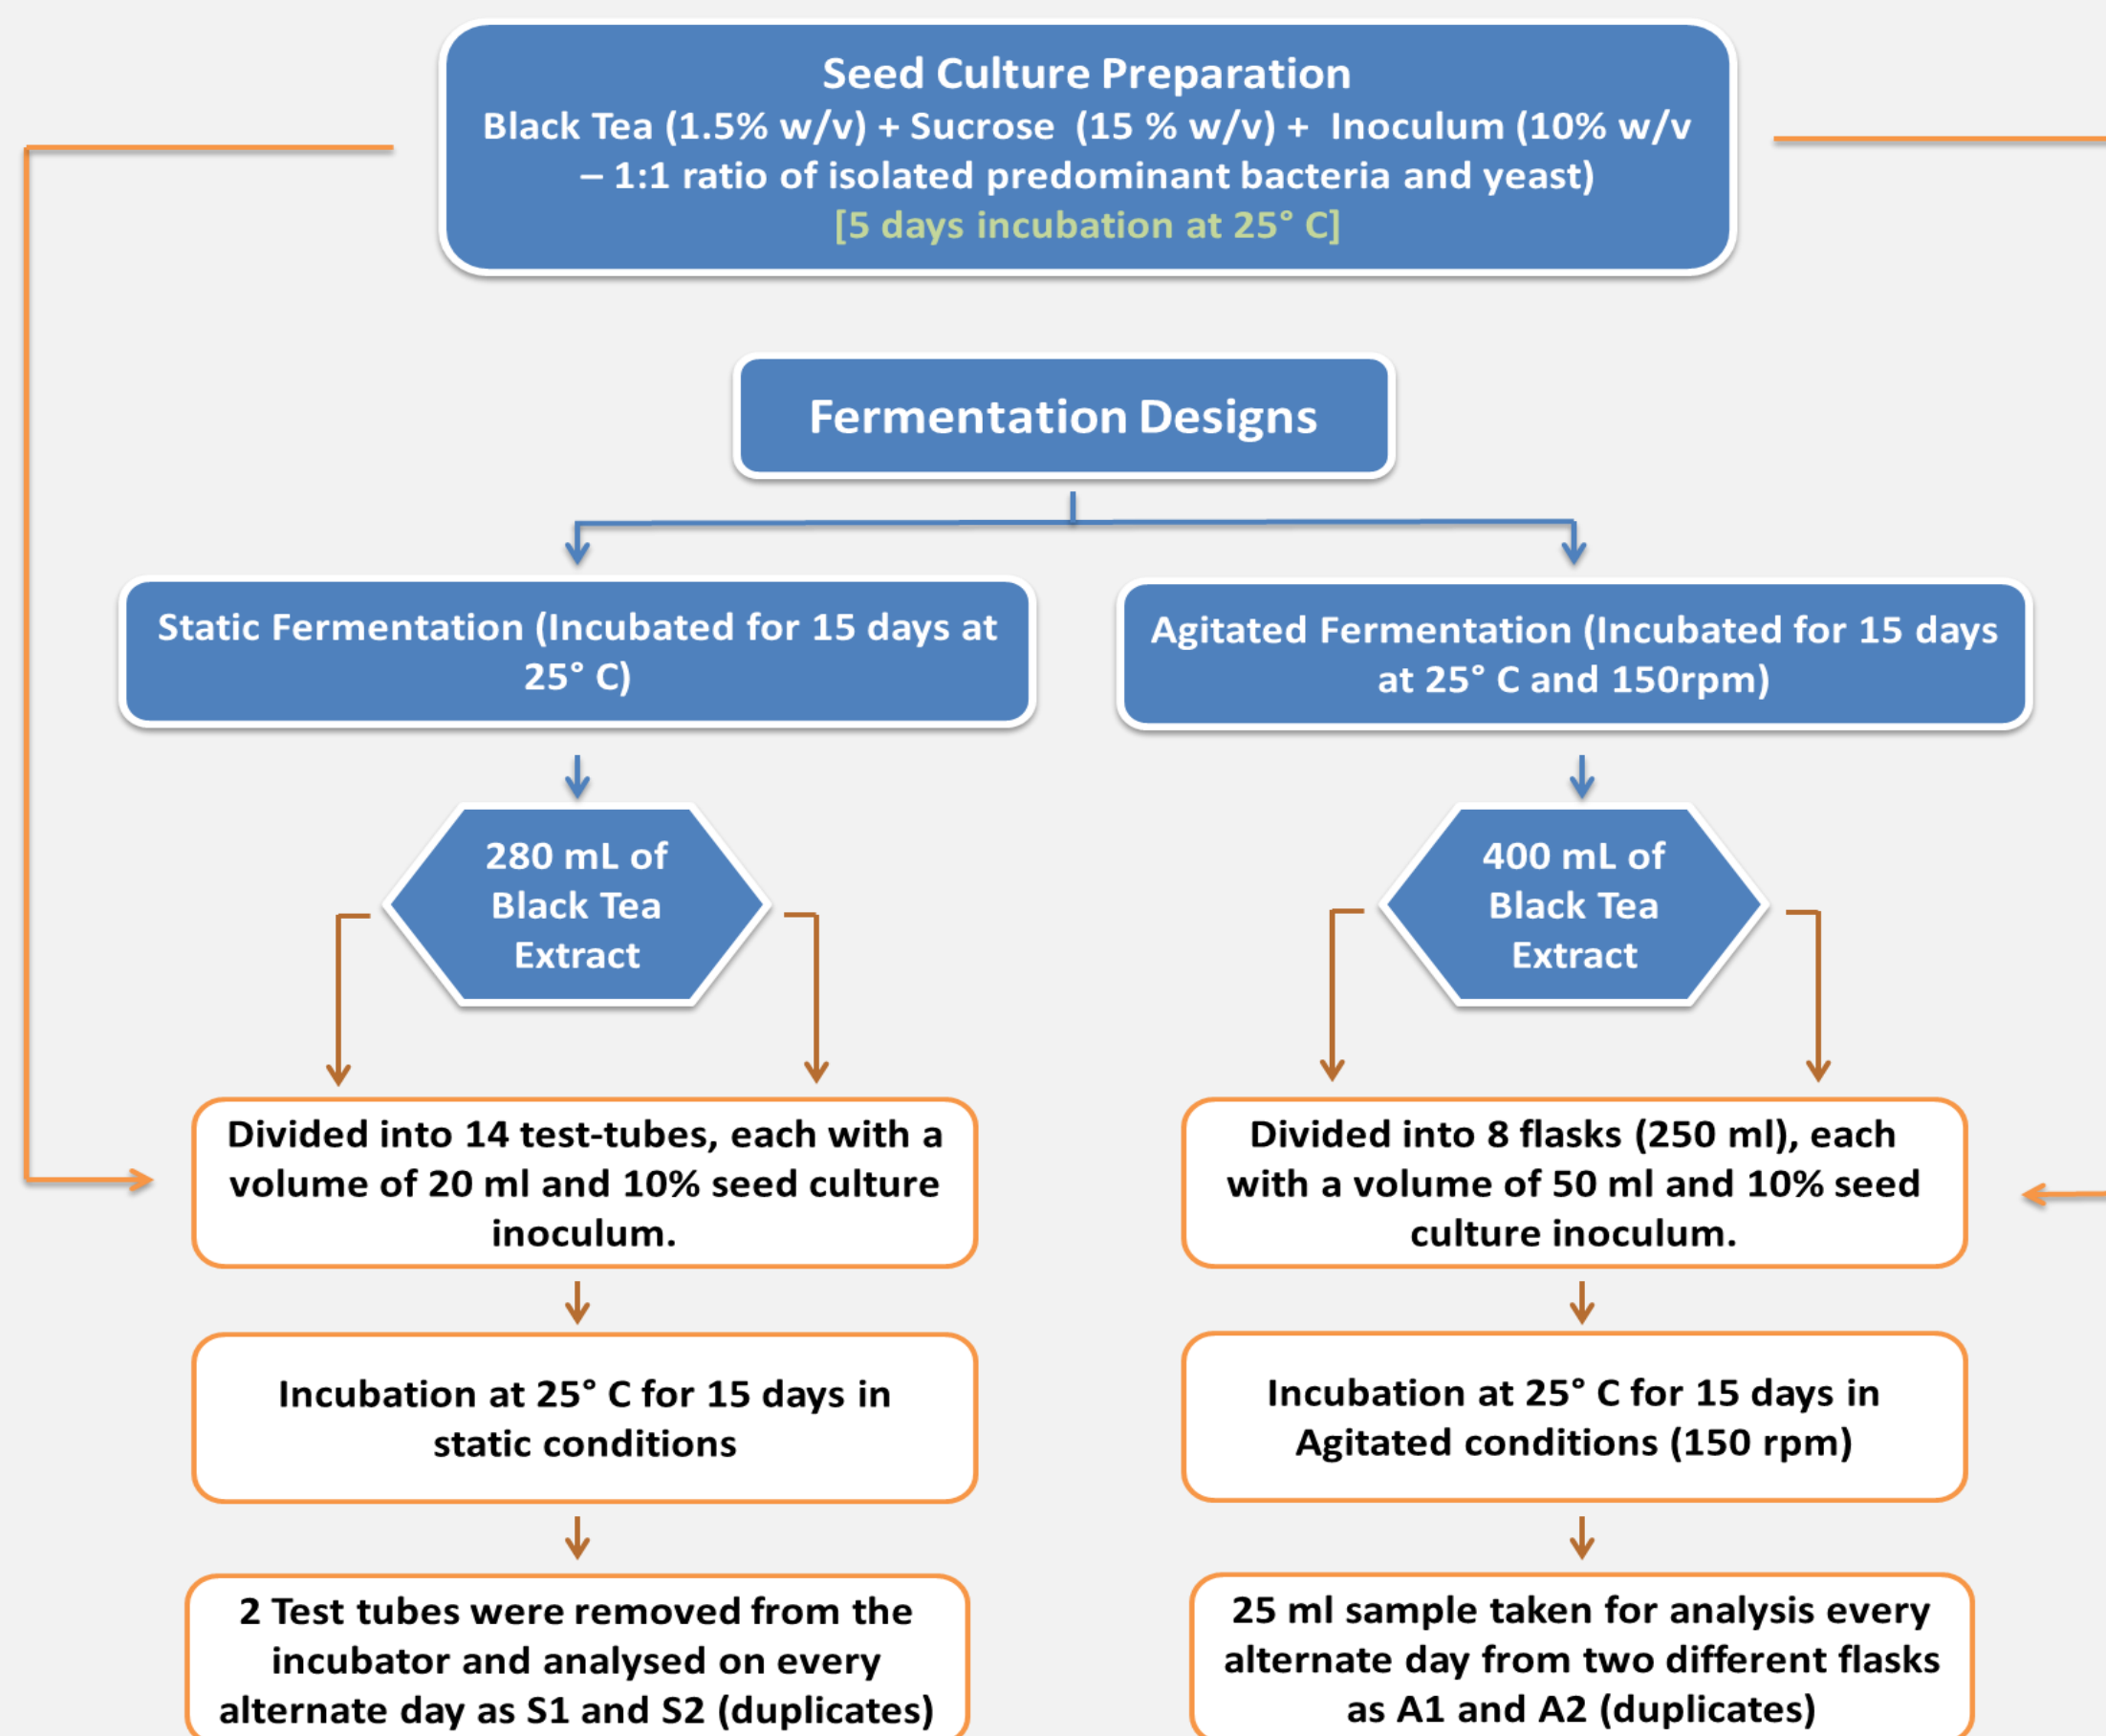 Seed Culture Preparation
Black Tea (1.5% w/v) + Sucrose (15 % w/v) + Inoculum (10% w/v
– 1:1 ratio of isolated predominant bacteria and yeast)
[5 days incubation at 25° C]
Fermentation Designs
Static Fermentation (Incubated for 15 days at
25° C)
Agitated Fermentation (Incubated for 15 days
at 25° C and 150rpm)
280 mL of
Black Tea
Extract
400 mL of
Black Tea
Extract
Divided into 14 test-tubes, each with a
volume of 20 ml and 10% seed culture
inoculum.
Divided into 8 flasks (250 ml), each
with a volume of 50 ml and 10% seed
culture inoculum.
Incubation at 25° C for 15 days in
static conditions
Incubation at 25° C for 15 days in
Agitated conditions (150 rpm)
2 Test tubes were removed from the
incubator and analysed on every
alternate day as S1 and S2 (duplicates)
25 ml sample taken for analysis every
alternate day from two different flasks
as A1 and A2 (duplicates)